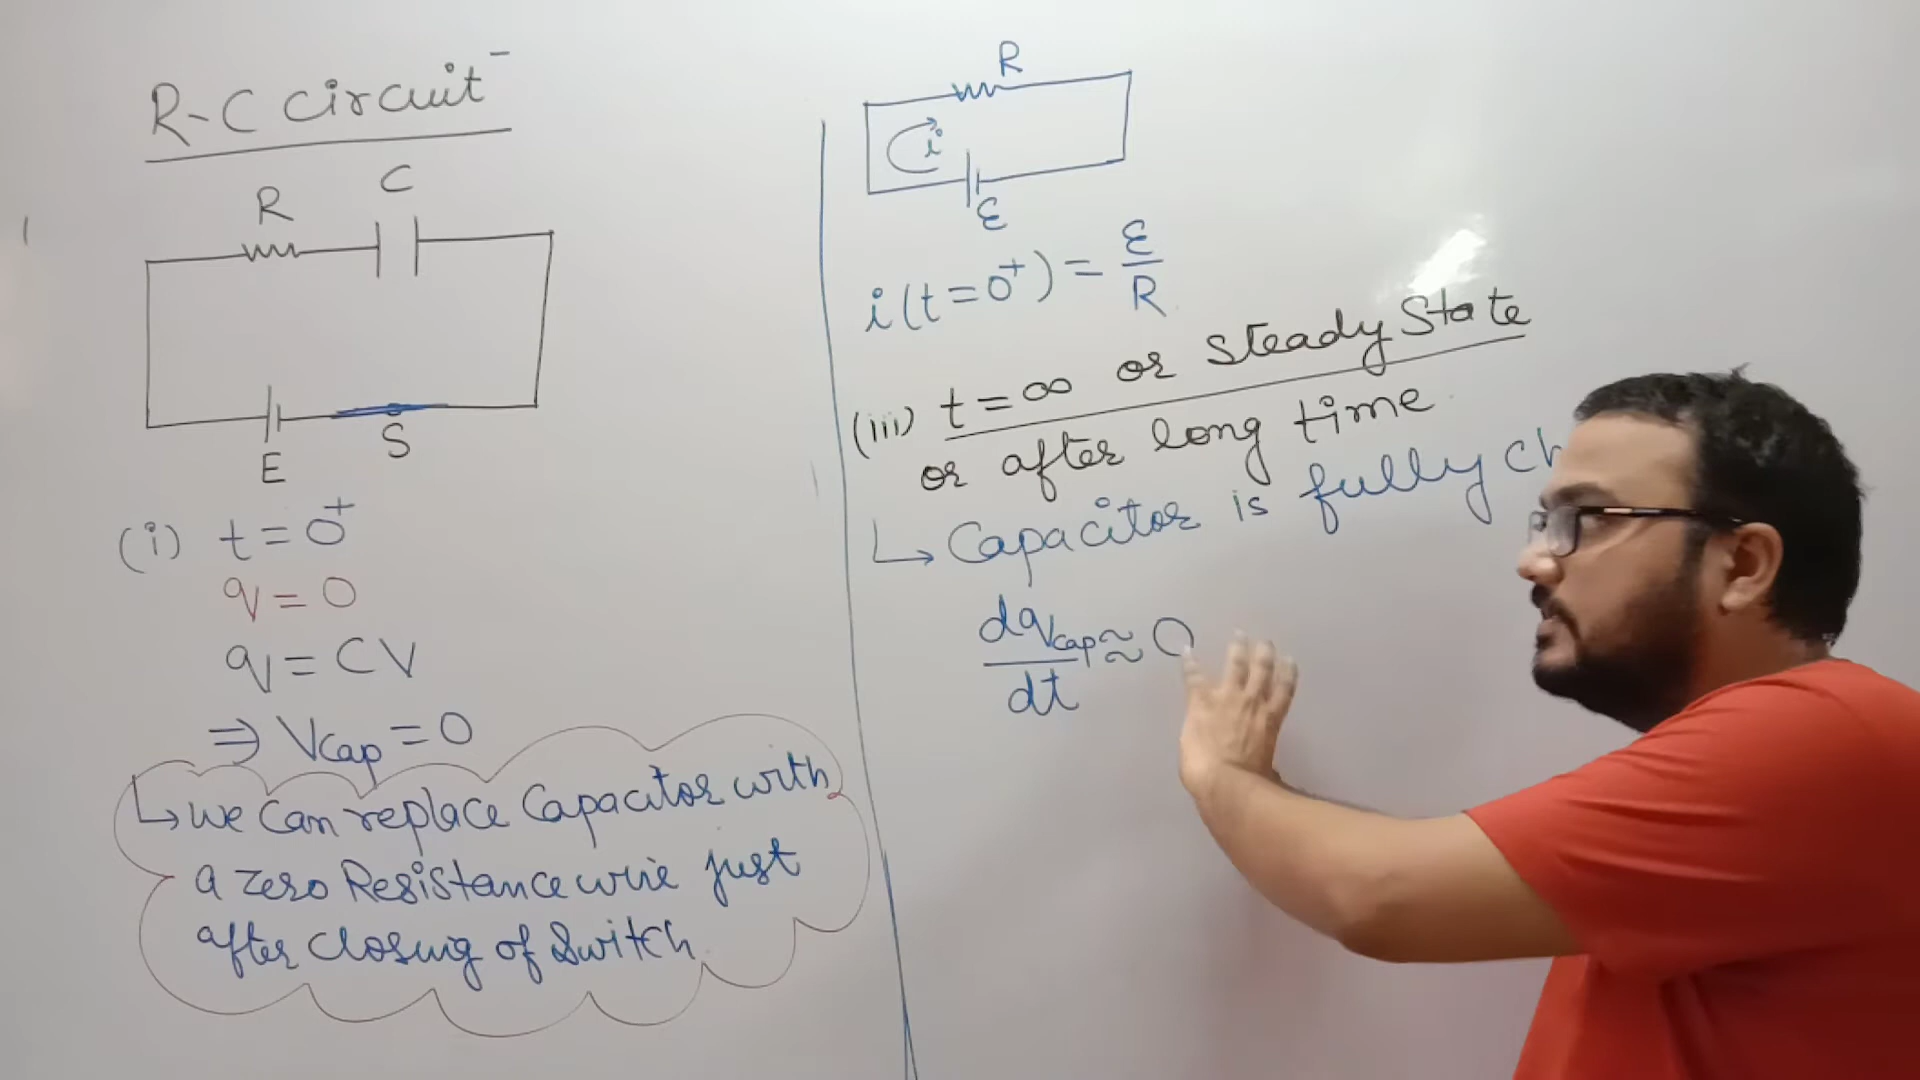 R-C Circuit-
R C
E S
(i) t = 0⁺
q = 0
q = CV
⇒ Vcap = 0
↳ we can replace Capacitor with
a zero Resistance wire just
after closing of Switch.
R
i
ε
i(t=0⁺) = ε/R
(iii) t = ∞ or Steady State
or after long time
↳ Capacitor is fully
dqcap/dt ≈ 0